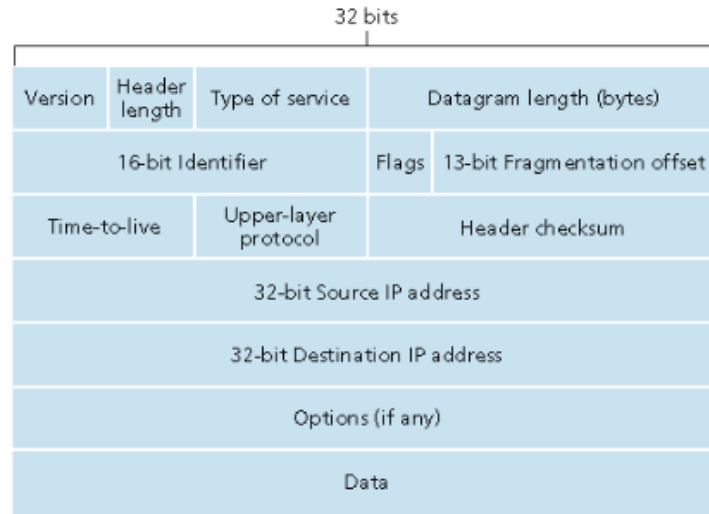 32 bits
Version
Header
length
Type of service
Datagram length (bytes)
16-bit Identifier
Flags
13-bit Fragmentation offset
Time-to-live
Upper-layer
protocol
Header checksum
32-bit Source IP address
32-bit Destination IP address
Options (if any)
Data